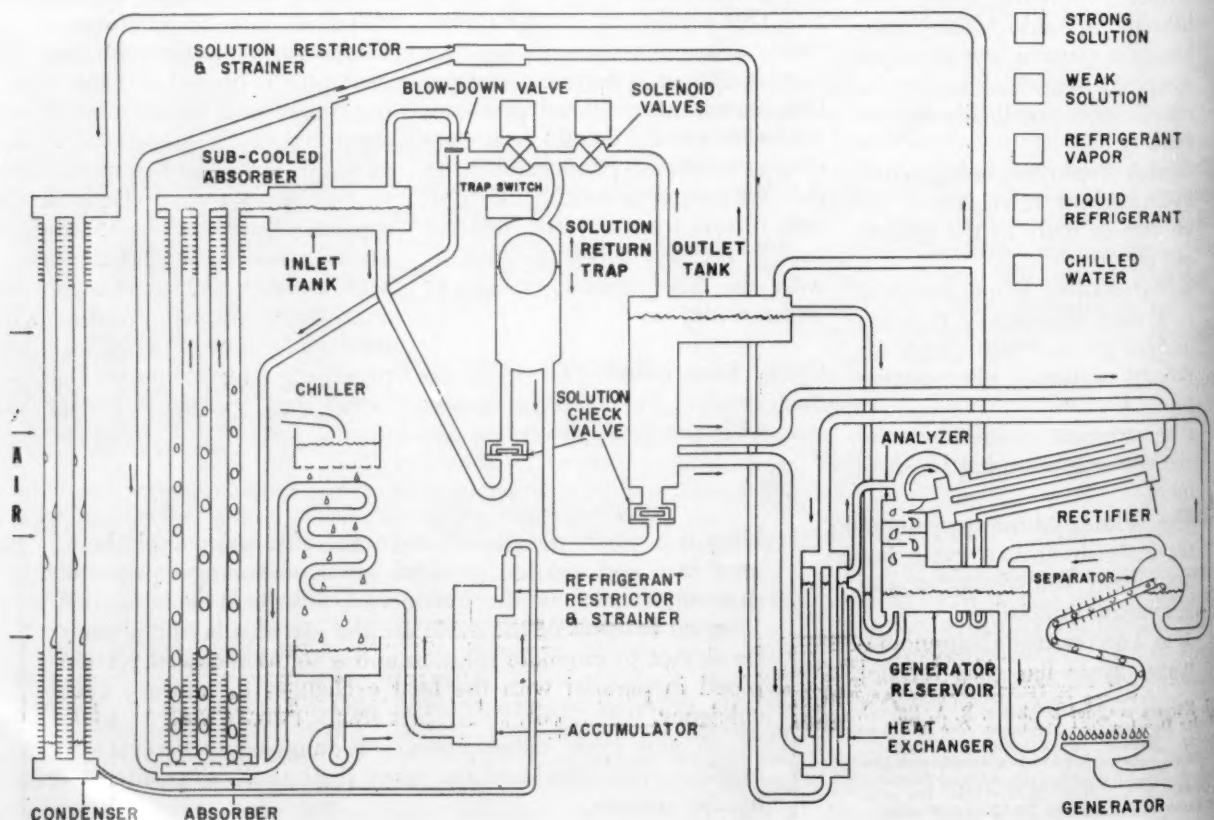 SOLUTION RESTRICTOR
& STRAINER
BLOW-DOWN VALVE
SOLENOID
VALVES
SUB-COOLED
ABSORBER
TRAP SWITCH
INLET
TANK
SOLUTION
RETURN
TRAP
OUTLET
TANK
STRONG
SOLUTION
WEAK
SOLUTION
REFRIGERANT
VAPOR
LIQUID
REFRIGERANT
CHILLED
WATER
AIR
CHILLER
SOLUTION
CHECK
VALVE
ANALYZER
RECTIFIER
SEPARATOR
REFRIGERANT
RESTRICTOR
& STRAINER
GENERATOR
RESERVOIR
HEAT
EXCHANGER
ACCUMULATOR
CONDENSER
ABSORBER
GENERATOR